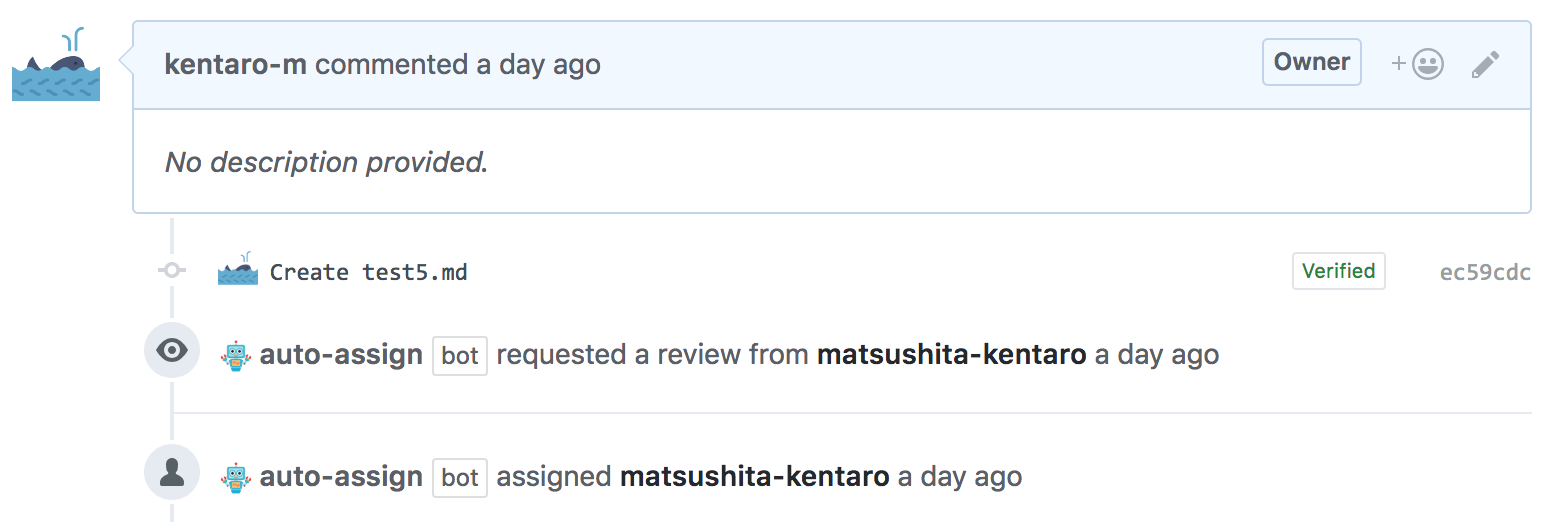 kentaro-m commented a day ago Owner +
No description provided.
Create test5.md Verified ec59cdc
auto-assign bot requested a review from matsushita-kentaro a day ago
auto-assign bot assigned matsushita-kentaro a day ago